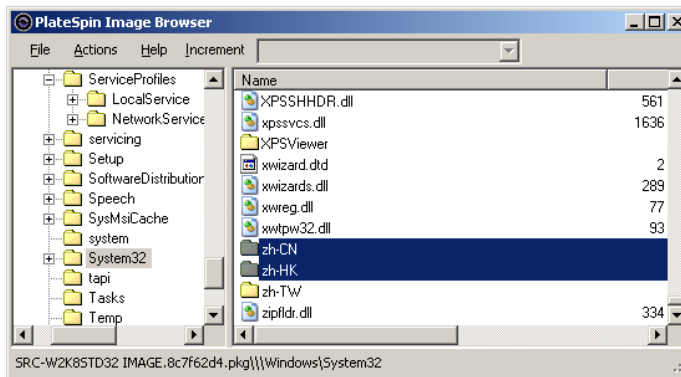 PlateSpin Image Browser
File Actions Help Increment
ServiceProfiles
LocalService
NetworkService
servicing
Setup
SoftwareDistribution
Speech
SysMsiCache
system
System32
tapi
Tasks
Temp
Name
XPSSHHDR.dll 561
xpssvcs.dll 1636
XPSViewer
xwizard.dtd 2
xwizards.dll 289
xwreg.dll 77
xwtpw32.dll 93
zh-CN
zh-HK
zh-TW
zipfldr.dll 334
SRC-W2K8STD32 IMAGE.8c7f62d4.pkg\\\Windows\System32